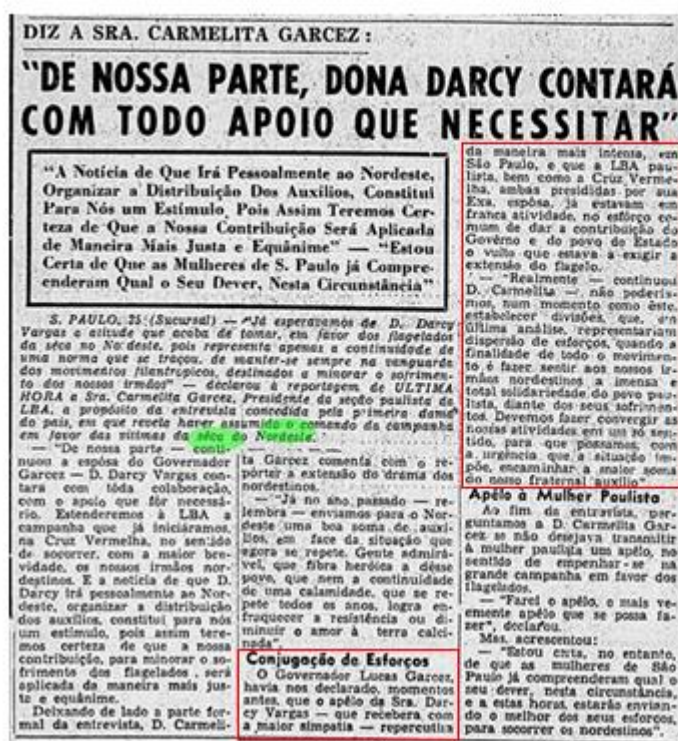 DIZ A SRA. CARMELITA GARCEZ:
"DE NOSSA PARTE, DONA DARCY CONTARÁ
COM TODO APOIO QUE NECESSITAR"
"A Notícia de Que Irá Pessoalmente ao Nordeste,
Organizar a Distribuição Dos Auxílios, Constitui
Para Nós um Estímulo, Pois Assim Teremos Cer-
teza de Que a Nossa Contribuição Será Aplicada
de Maneira Mais Justa e Equânime" — "Estou
Certa de Que as Mulheres de S. Paulo já Compre-
enderam Qual o Seu Dever, Nesta Circunstância"
S. PAULO, 25 (Sucursal) — "Já esperavamos de D. Darcy
Vargas a atitude que acaba de tomar, em favor dos flagelados
da sêca no Nordeste, pois representa apenas a continuidade de
uma norma que se traçou, de manter-se sempre na vanguarda
dos movimentos filantropicos, destinados a minorar o sofrimen-
to dos nossos irmãos" — declarou à reportagem de ULTIMA
HORA a Sra. Carmelita Garcez, Presidente da seção paulista da
LBA, a propósito da entrevista concedida pela primeira dama
do país, em que revela haver assumido o comando da campanha
em favor das vitimas da sêca do Nordeste.
— "De nossa parte — conti-
nuou a espôsa do Governador
Garcez — D. Darcy Vargas con-
tara com tôda colaboração,
com o apoio que fôr necessá-
rio. Estenderemos à LBA a
campanha que já iniciáramos,
na Cruz Vermelha, no sentido
de socorrer, com a maior bre-
vidade, os nossos irmãos nor-
destinos. E a notícia de que D.
Darcy irá pessoalmente ao Nor-
deste, organizar a distribuição
dos auxílios, constitui para nós
um estimulo, pois assim tere-
mos certeza de que a nossa
contribuição, para minorar o so-
frimento dos flagelados, será
aplicada da maneira mais jus-
ta e equânime.
Deixando de lado a parte for-
mal da entrevista, D. Carmeli-
ta Garcez comenta com o re-
pórter a extensão do drama dos
nordestinos.
— "Já no ano passado — re-
lembra — enviamos para o Nor-
deste uma boa soma de auxi-
lios, em face da situação que
agora se repete. Gente admirá-
vel, que fibra heróica a dêsse
povo, que nem a continuidade
de uma calamidade, que se re-
pete todos os anos, logra en-
fraquecer a resistência ou di-
minuir o amor à terra calci-
nada".
Conjugação de Esforços
O Governador Lucas Garcez,
havia nos declarado, momentos
antes, que o apêlo da Sra. Dar-
cy Vargas — que recebera com
a maior simpatia — repercutira
da maneira mais intensa, em
São Paulo, e que a LBA pau-
lista, bem como a Cruz Verme-
lha, ambas presididas por sua
Exa. espôsa, já estavam em
franca atividade, no esfôrço co-
mum de dar a contribuição do
Govêrno e do povo do Estado
o vulto que estava a exigir a
extensão do flagelo.
— "Realmente — continuou
D. Carmelita — não poderia-
mos, num momento como êste,
estabelecer divisões, que, em
última análise, representariam
dispersão de esforços, quando a
finalidade de todo o movimen-
to é fazer sentir aos nossos ir-
mãos nordestinos a imensa e
total solidariedade do povo pau-
lista, diante dos seus sofrimen-
tos. Devemos fazer convergir as
nossas atividades em um só sen-
tido, para que possamos, com
a urgência que a situação im-
põe, encaminhar a maior soma
do nosso fraternal auxílio".
Apêlo à Mulher Paulista
Ao fim da entrevista, per-
guntamos a D. Carmelita Gar-
cez se não desejava transmitir
à mulher paulista um apêlo, no
sentido de empenhar-se na
grande campanha em favor dos
flagelados.
— "Farei o apêlo, o mais ve-
emente apêlo que se possa fa-
zer", declarou.
Mas, acrescentou:
— "Estou certa, no entanto,
de que as mulheres de São
Paulo já compreenderam qual o
seu dever, nesta circunstância,
e a estas horas, estarão envian-
do o melhor dos seus esforços,
para socorrer os nordestinos".